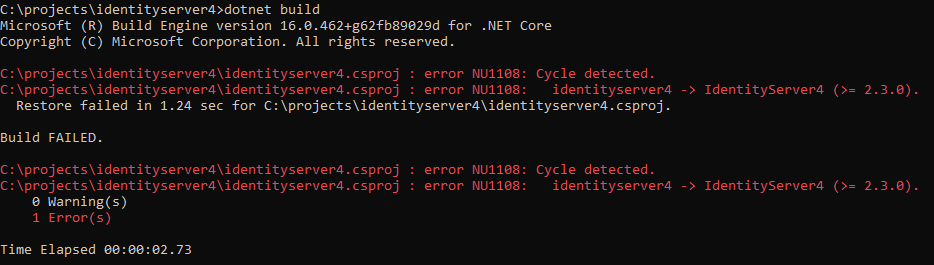 C:\projects\identityserver4>dotnet build
Microsoft (R) Build Engine version 16.0.462+g62fb89029d for .NET Core
Copyright (C) Microsoft Corporation. All rights reserved.
C:\projects\identityserver4\identityserver4.csproj : error NU1108: Cycle detected.
C:\projects\identityserver4\identityserver4.csproj : error NU1108:   identityserver4 -> IdentityServer4 (>= 2.3.0).
  Restore failed in 1.24 sec for C:\projects\identityserver4\identityserver4.csproj.
Build FAILED.
C:\projects\identityserver4\identityserver4.csproj : error NU1108: Cycle detected.
C:\projects\identityserver4\identityserver4.csproj : error NU1108:   identityserver4 -> IdentityServer4 (>= 2.3.0).
    0 Warning(s)
    1 Error(s)
Time Elapsed 00:00:02.73